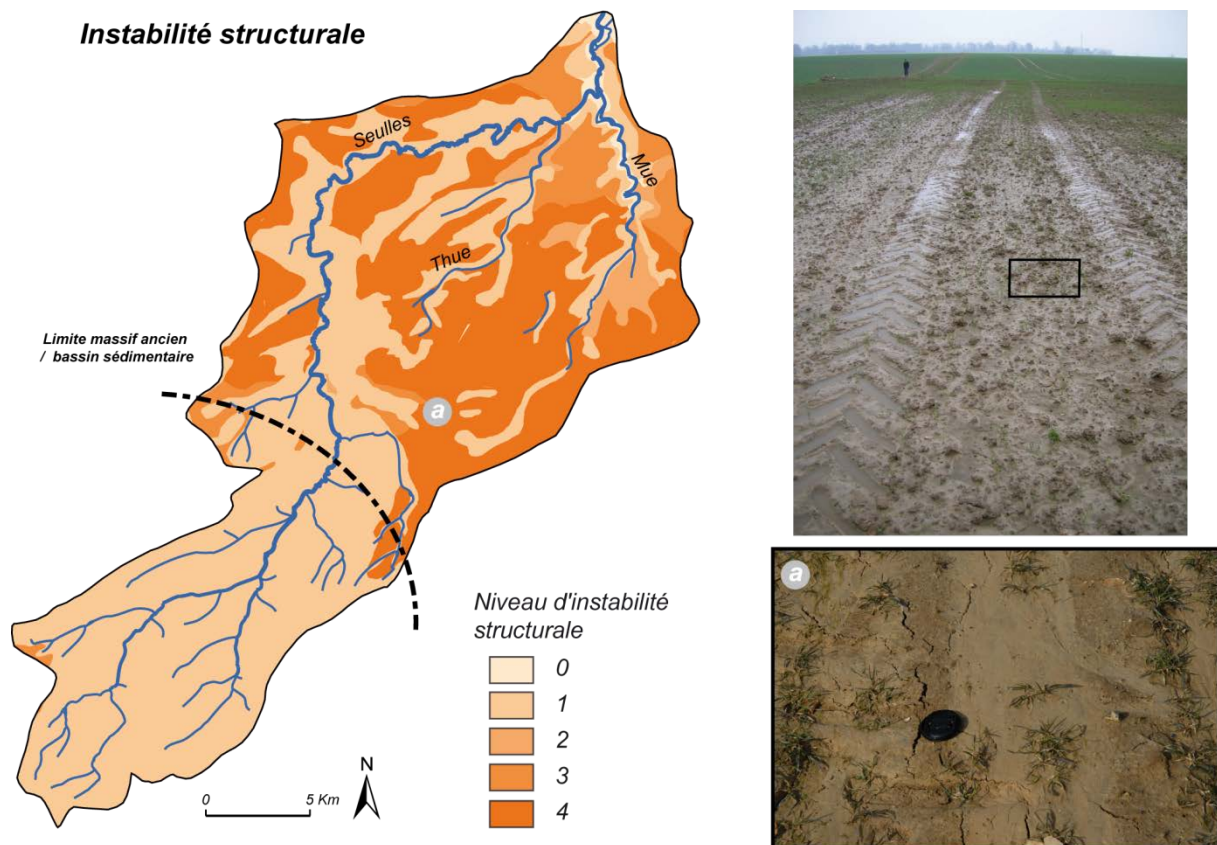 Instabilité structurale
Seulles
Mue
Thue
Limite massif ancien
/ bassin sédimentaire
a
Niveau d'instabilité
structurale
0
1
2
3
4
N
0 5 Km
a